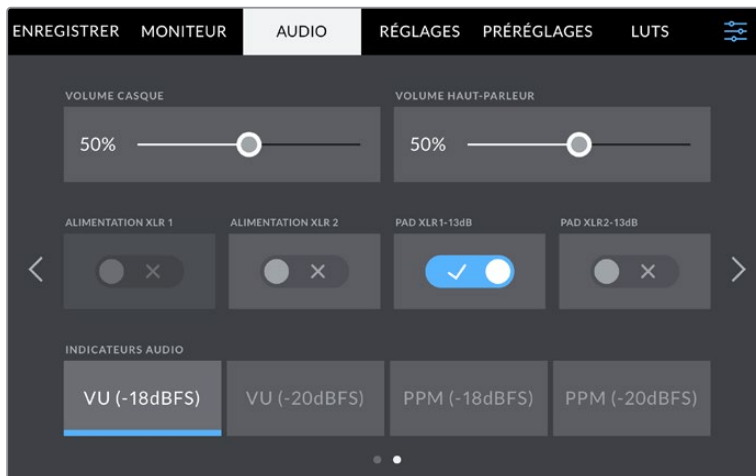 ENREGISTRER MONITEUR AUDIO RÉGLAGES PRÉRÉGLAGES LUTS
VOLUME CASQUE VOLUME HAUT-PARLEUR
50% 50%
ALIMENTATION XLR 1 ALIMENTATION XLR 2 PAD XLR1-13dB PAD XLR2-13dB
INDICATEURS AUDIO
VU (-18dBFS) VU (-20dBFS) PPM (-18dBFS) PPM (-20dBFS)